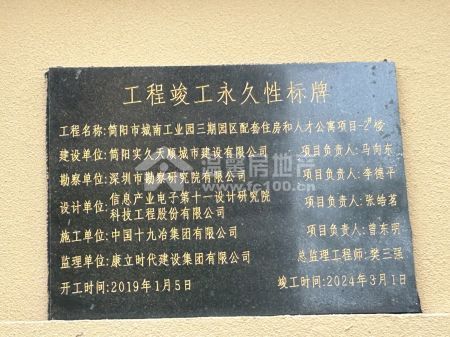 工程竣工永久性标牌
工程名称:简阳市城南工业园三期园区配套住房和人才公寓项目-2#楼
建设单位:简阳实久天顺城市建设有限公司 项目负责人:马向东
勘察单位:深圳市勘察研究院有限公司 项目负责人:李德平
设计单位:信息产业电子第十一设计研究院科技工程股份有限公司 项目负责人:张皓茗
施工单位:中国十九冶集团有限公司 项目负责人:曾东明
监理单位:康立时代建设集团有限公司 总监理工程师:樊三强
开工时间:2019年1月5日 竣工时间:2024年3月1日
房地产
www.fc100.cn